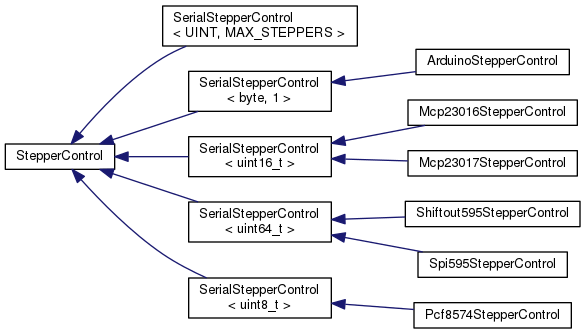 StepperControl
SerialStepperControl
< UINT, MAX_STEPPERS >
SerialStepperControl
< byte, 1 >
SerialStepperControl
< uint16_t >
SerialStepperControl
< uint64_t >
SerialStepperControl
< uint8_t >
ArduinoStepperControl
Mcp23016StepperControl
Mcp23017StepperControl
Shiftout595StepperControl
Spi595StepperControl
Pcf8574StepperControl